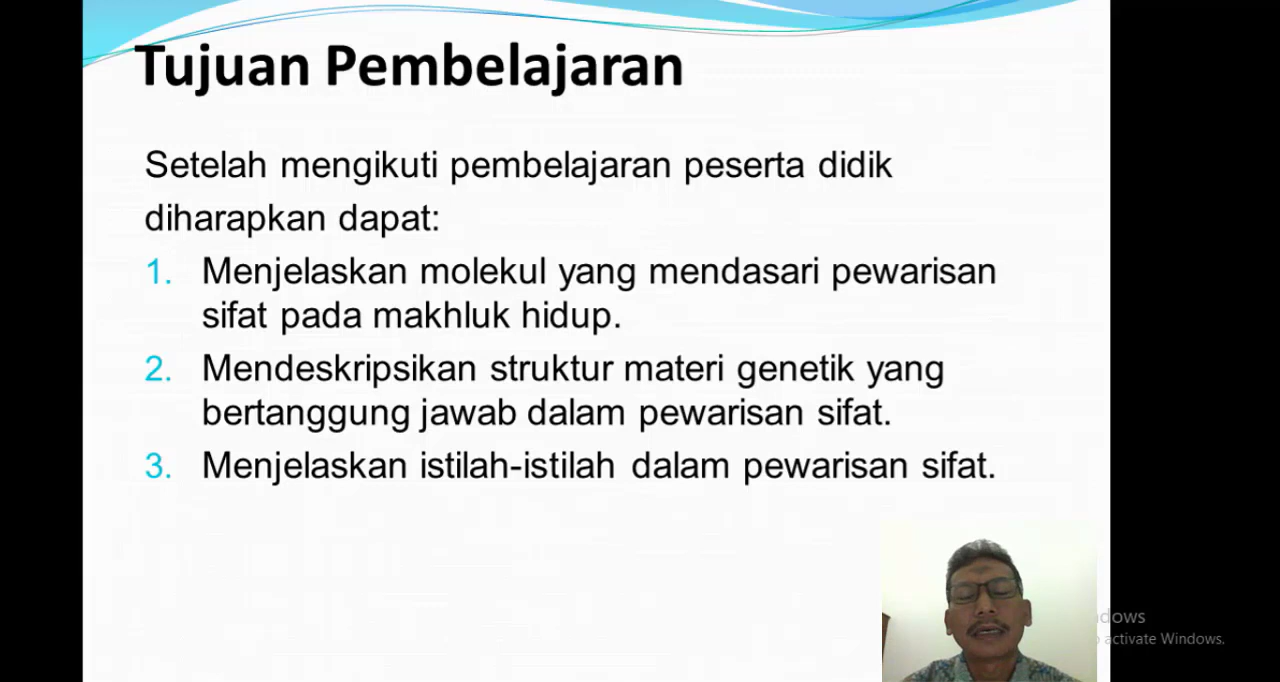 Tujuan Pembelajaran
Setelah mengikuti pembelajaran peserta didik
diharapkan dapat:
1. Menjelaskan molekul yang mendasari pewarisan
sifat pada makhluk hidup.
2. Mendeskripsikan struktur materi genetik yang
bertanggung jawab dalam pewarisan sifat.
3. Menjelaskan istilah-istilah dalam pewarisan sifat.
activate Windows.